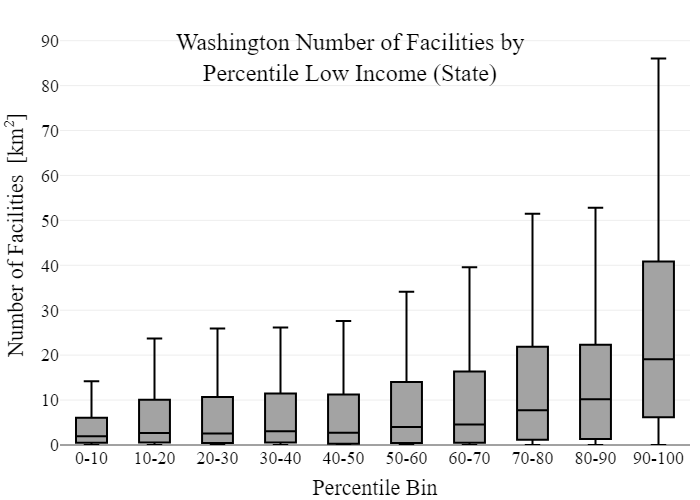 Washington Number of Facilities by
Percentile Low Income (State)
Number of Facilities [km²]
90
80
70
60
50
40
30
20
10
0
0-10 10-20 20-30 30-40 40-50 50-60 60-70 70-80 80-90 90-100
Percentile Bin